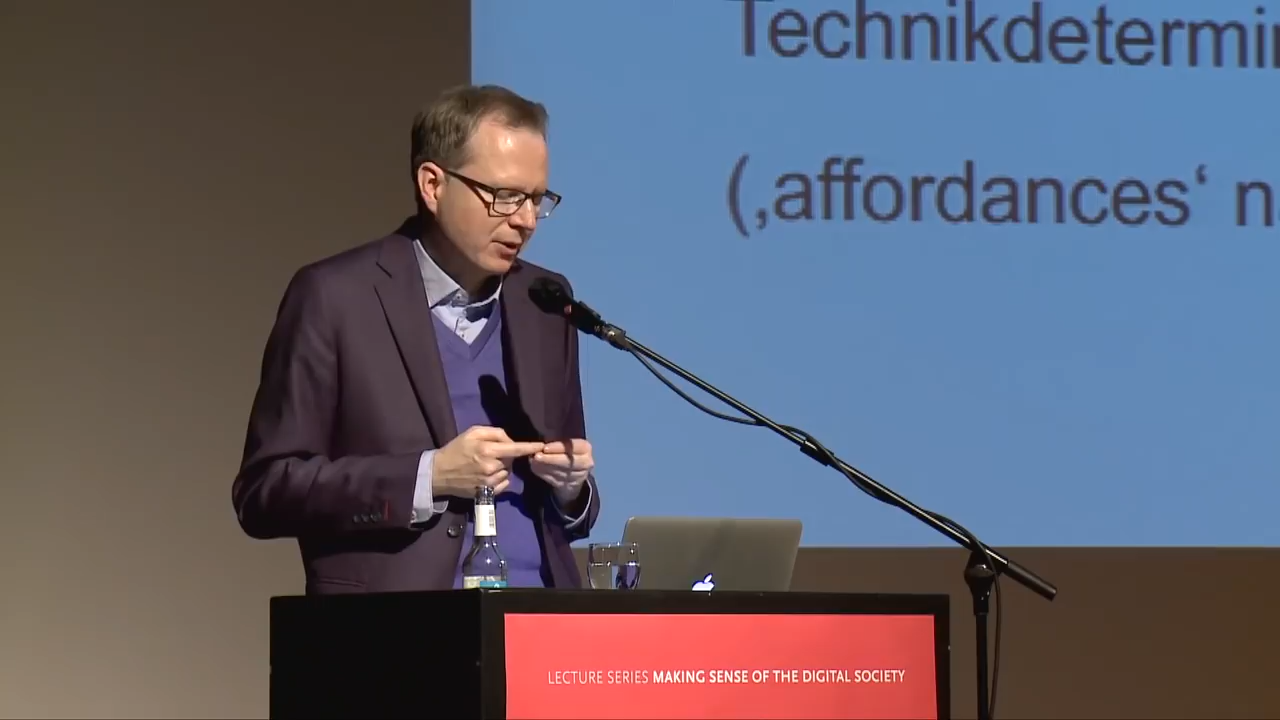 Technikdetermin
(‚affordances‘ n
LECTURE SERIES MAKING SENSE OF THE DIGITAL SOCIETY